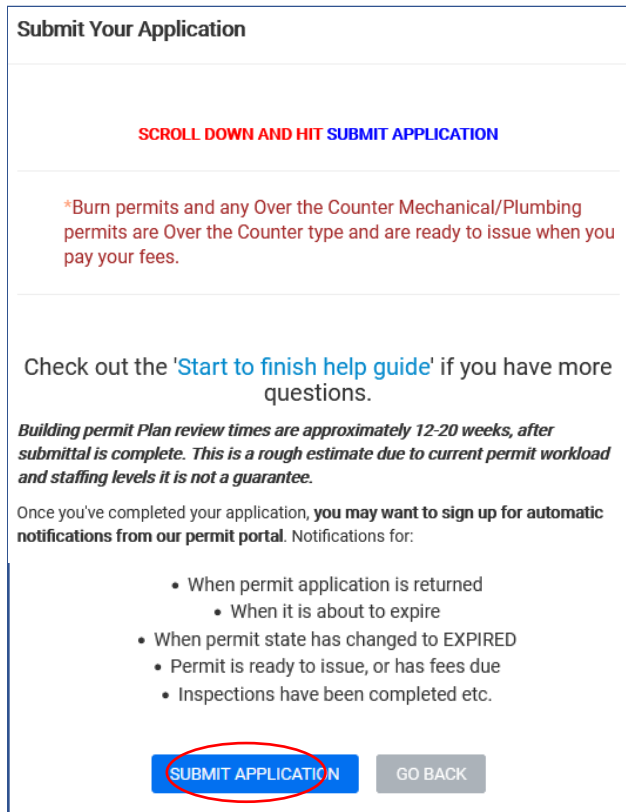 Submit Your Application
SCROLL DOWN AND HIT SUBMIT APPLICATION
*Burn permits and any Over the Counter Mechanical/Plumbing
permits are Over the Counter type and are ready to issue when you
pay your fees.
Check out the 'Start to finish help guide' if you have more
questions.
Building permit Plan review times are approximately 12-20 weeks, after
submittal is complete. This is a rough estimate due to current permit workload
and staffing levels it is not a guarantee.
Once you've completed your application, you may want to sign up for automatic
notifications from our permit portal. Notifications for:
• When permit application is returned
• When it is about to expire
• When permit state has changed to EXPIRED
• Permit is ready to issue, or has fees due
• Inspections have been completed etc.
SUBMIT APPLICATION GO BACK